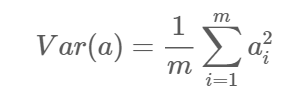 Var(a) = \frac{1}{m} \sum_{i=1}^{m} a_i^2